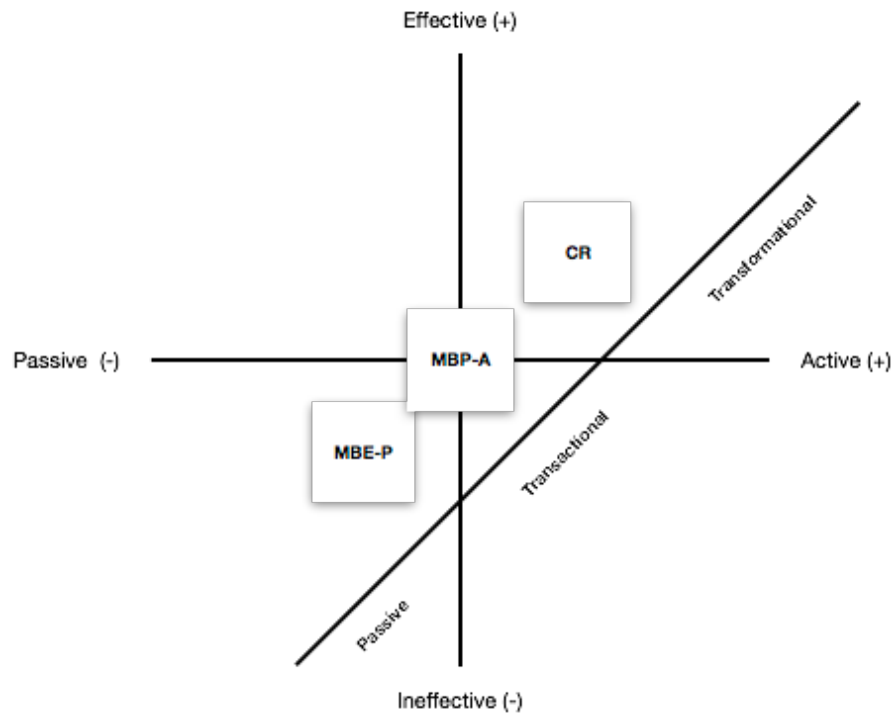 Effective (+)
Transformational
CR
Passive (-)
MBP-A
Active (+)
Transactional
MBE-P
Passive
Ineffective (-)